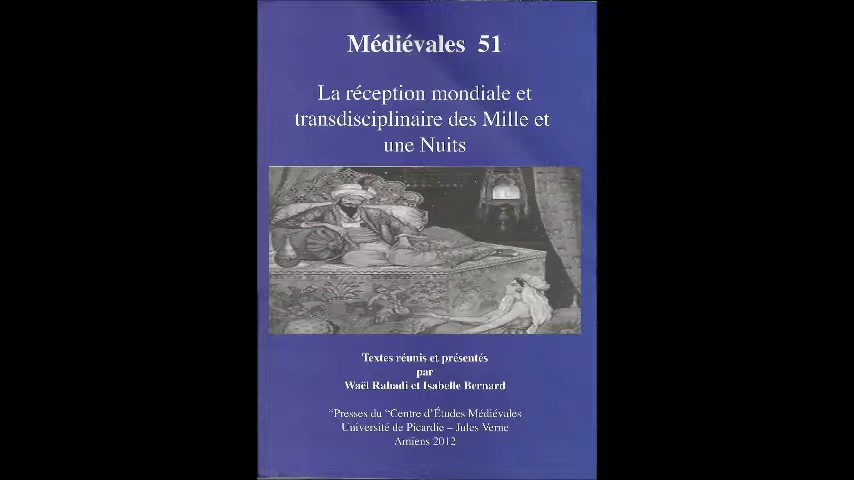 Médiévales 51
La réception mondiale et
transdisciplinaire des Mille et
une Nuits
Textes réunis et présentés
par
Waël Rabadi et Isabelle Bernard
“Presses du “Centre d’Études Médiévales
Université de Picardie – Jules Verne
Amiens 2012